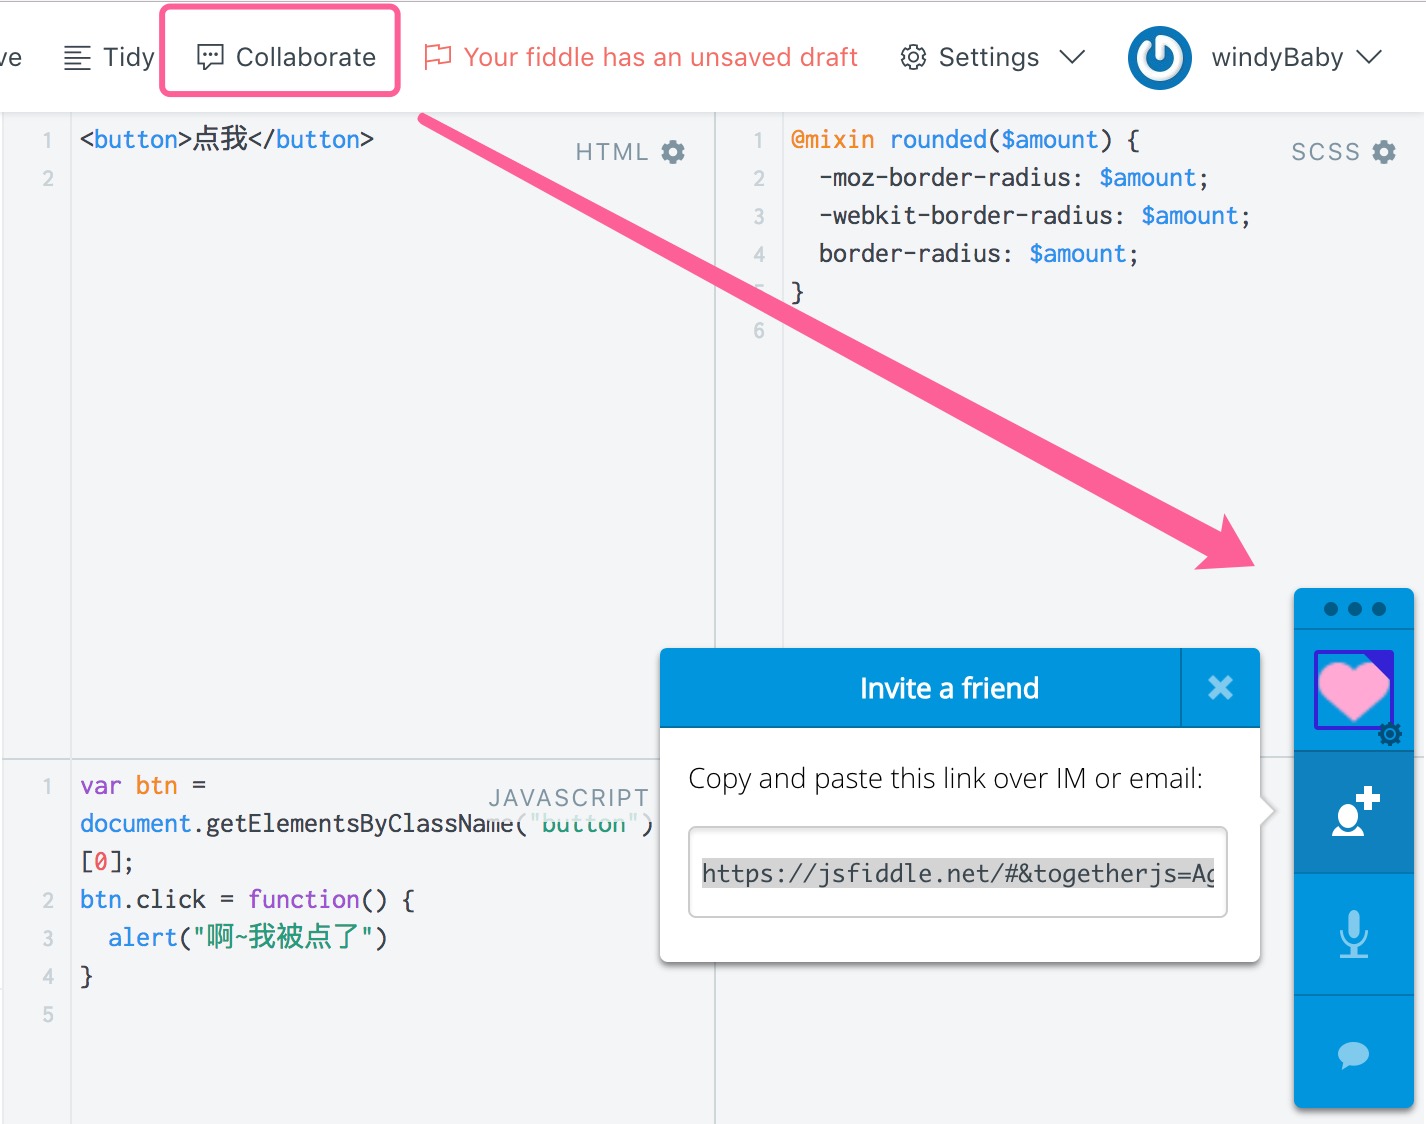 Tidy
Collaborate
Your fiddle has an unsaved draft
Settings
windyBaby
1 <button>点我</button>
2
HTML
1 @mixin rounded($amount) {
2 -moz-border-radius: $amount;
3 -webkit-border-radius: $amount;
4 border-radius: $amount;
5 }
6
SCSS
Invite a friend
Copy and paste this link over IM or email:
https://jsfiddle.net/#&togetherjs=Ag
1 var btn =
document.getElementsByClassName("button")
[0];
2 btn.click = function() {
3 alert("啊~我被点了")
4 }
5
JAVASCRIPT